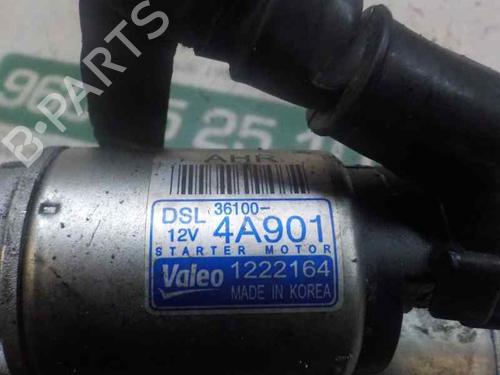 B-PARTS
AHR
DSL 36100-
12V 4A901
STARTER MOTOR
Valeo 1222164
MADE IN KOREA